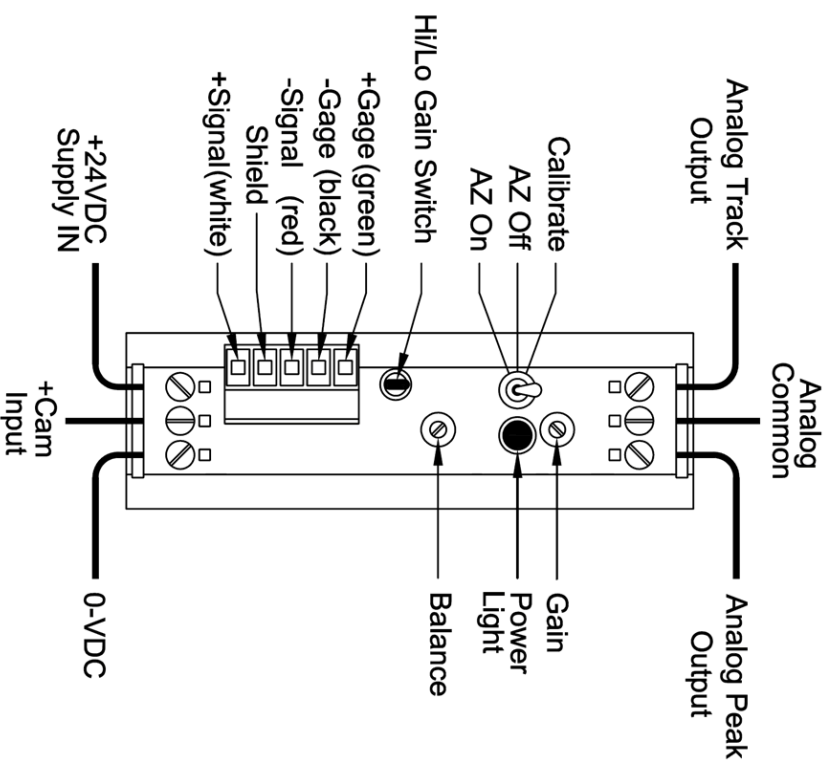 Analog Track
Output
Analog
Common
Analog Peak
Output
Calibrate
AZ Off
AZ On
Hi/Lo Gain Switch
+Gage (green)
-Gage (black)
-Signal (red)
Shield
+Signal(white)
Gain
Power
Light
Balance
+24VDC
Supply IN
+Cam
Input
0-VDC